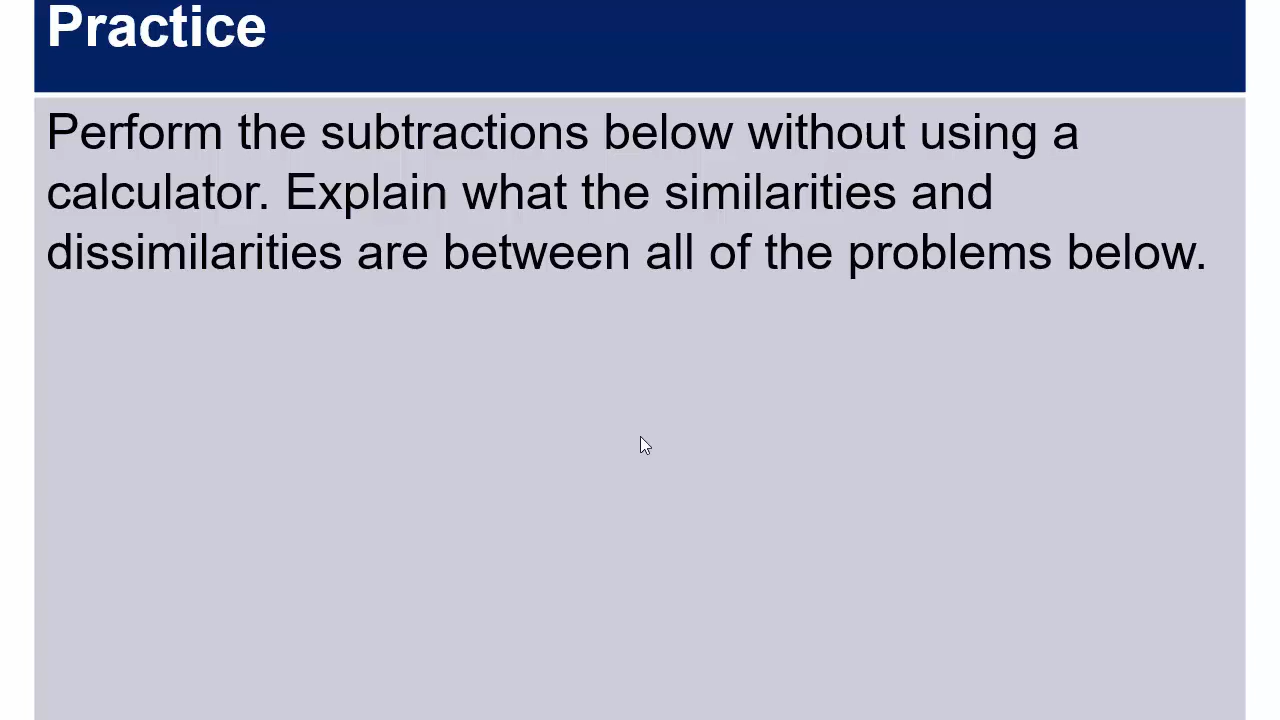 Practice
Perform the subtractions below without using a
calculator. Explain what the similarities and
dissimilarities are between all of the problems below.